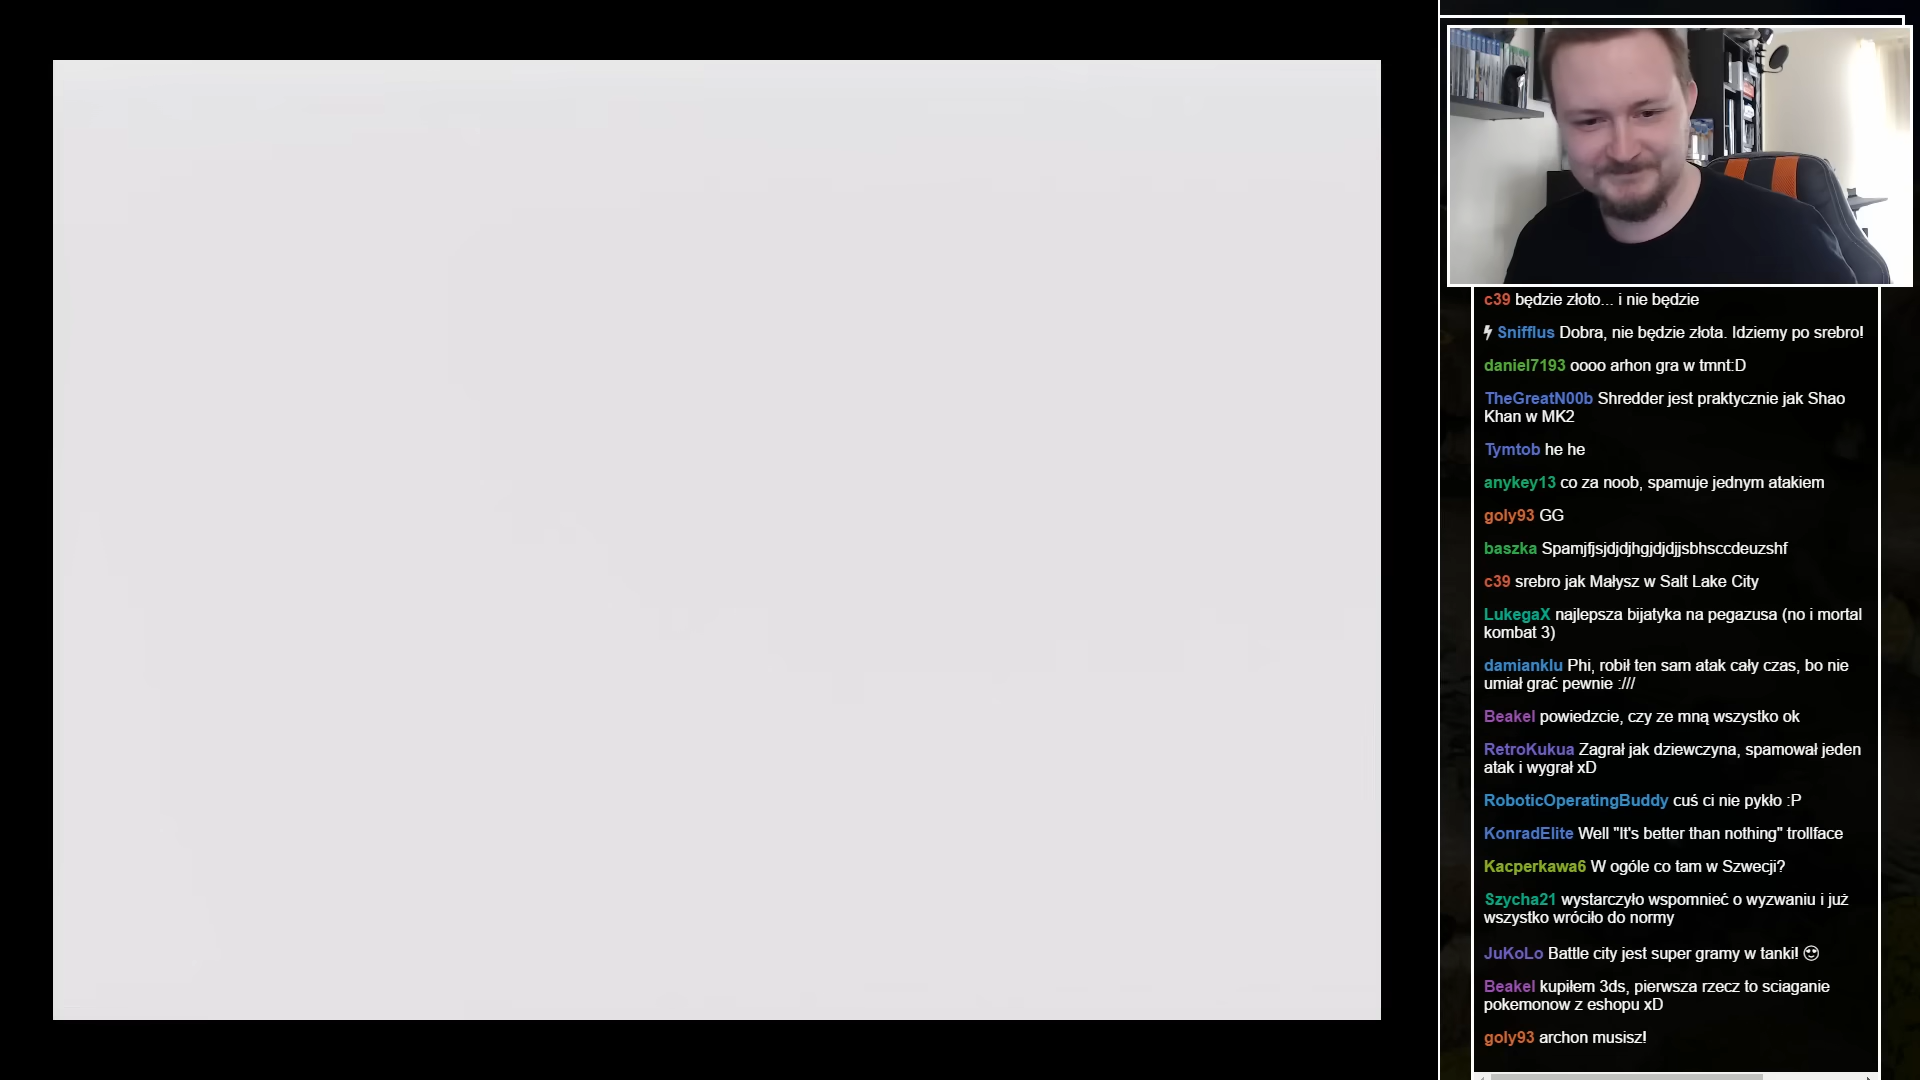 c39 będzie złoto... i nie będzie
Snifflus Dobra, nie będzie złota. Idziemy po srebro!
daniel7193 oooo arhon gra w tmnt:D
TheGreatN00b Shredder jest praktycznie jak Shao
Khan w MK2
Tymtob he he
anykey13 co za noob, spamuje jednym atakiem
goly93 GG
baszka Spamjfjsjdjdjhgjdjdjjsbhsccdeuzshf
c39 srebro jak Małysz w Salt Lake City
LukegaX najlepsza bijatyka na pegazusa (no i mortal
kombat 3)
damianklu Phi, robił ten sam atak cały czas, bo nie
umiał grać pewnie :///
Beakel powiedzcie, czy ze mną wszystko ok
RetroKukua Zagrał jak dziewczyna, spamował jeden
atak i wygrał xD
RoboticOperatingBuddy cuś ci nie pykło :P
KonradElite Well "It's better than nothing" trollface
Kacperkawa6 W ogóle co tam w Szwecji?
Szycha21 wystarczyło wspomnieć o wyzwaniu i już
wszystko wróciło do normy
JuKoLo Battle city jest super gramy w tanki! 😍
Beakel kupiłem 3ds, pierwsza rzecz to sciaganie
pokemonow z eshopu xD
goly93 archon musisz!